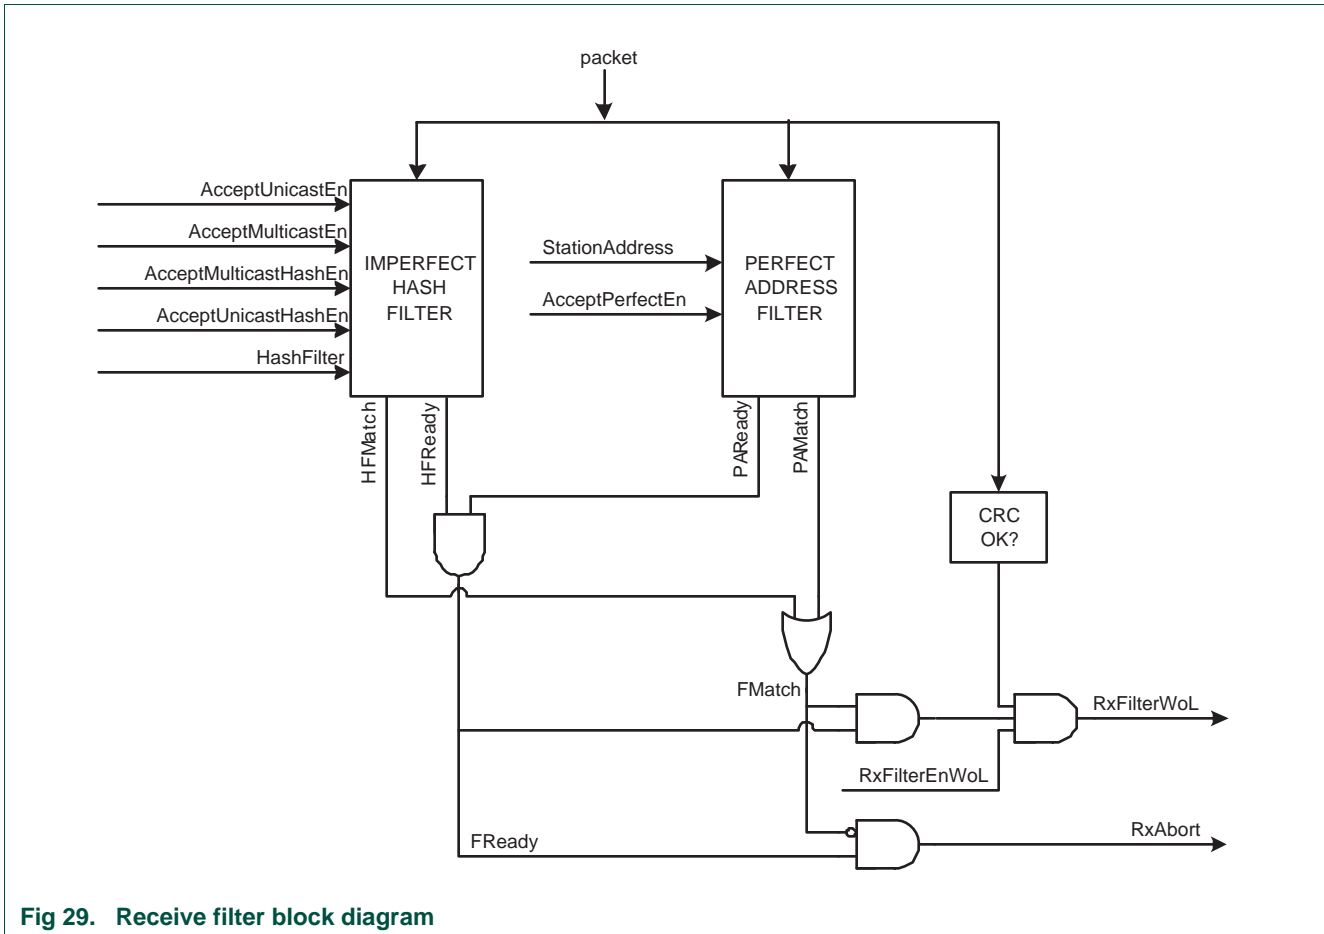 packet
AcceptUnicastEn
AcceptMulticastEn
AcceptMulticastHashEn
AcceptUnicastHashEn
HashFilter
IMPERFECT
HASH
FILTER
StationAddress
AcceptPerfectEn
PERFECT
ADDRESS
FILTER
HFMatch
HFReady
PAReady
PAMatch
CRC
OK?
FMatch
RxFilterWoL
RxFilterEnWoL
FReady
RxAbort
Fig 29. Receive filter block diagram